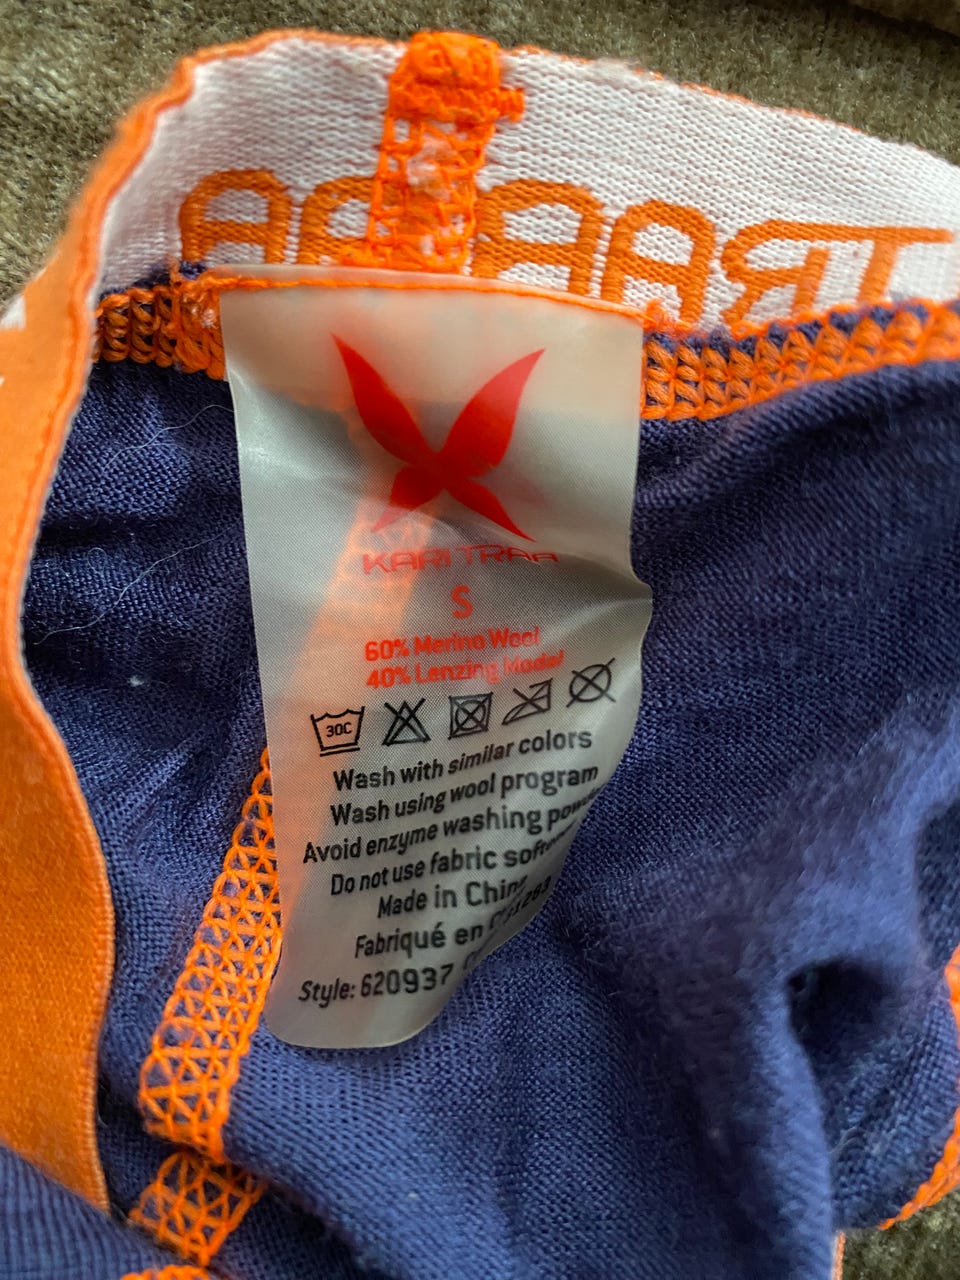 KARI TRAA
S
60% Merino Wool
40% Lenzing Modal
30C
Wash with similar colors
Wash using wool program
Avoid enzyme washing
Do not use fabric
Made in China
Fabriqué en
Style: 620937